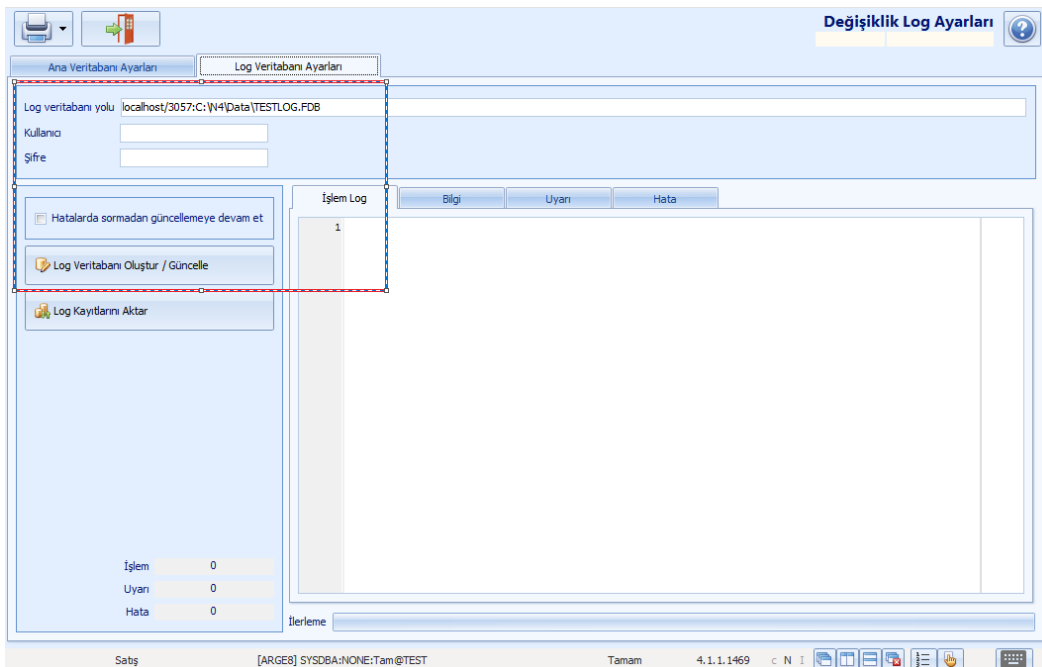 Değişiklik Log Ayarları
Ana Veritabanı Ayarları Log Veritabanı Ayarları
Log veritabanı yolu localhost/3057:C:\N4\Data\TESTLOG.FDB
Kullanıcı
Şifre
İşlem Log Bilgi Uyarı Hata
Hatalarda sormadan güncellemeye devam et
1
Log Veritabanı Oluştur / Güncelle
Log Kayıtlarını Aktar
İşlem 0
Uyarı 0
Hata 0
İlerleme
Satış [ARGE8] SYSDBA:NONE:Tam@TEST Tamam 4.1.1.1469 c N I